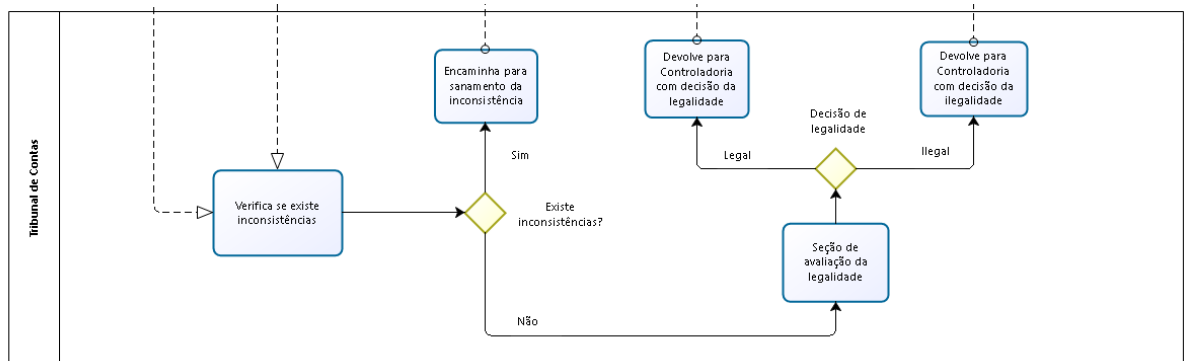 Tribunal de Contas
Verifica se existe
inconsistências
Encaminha para
sanamento da
inconsistência
Sim
Existe
inconsistências?
Não
Devolve para
Controladoria
com decisão da
legalidade
Legal
Decisão de
legalidade
Ilegal
Devolve para
Controladoria
com decisão da
ilegalidade
Seção de
avaliação da
legalidade